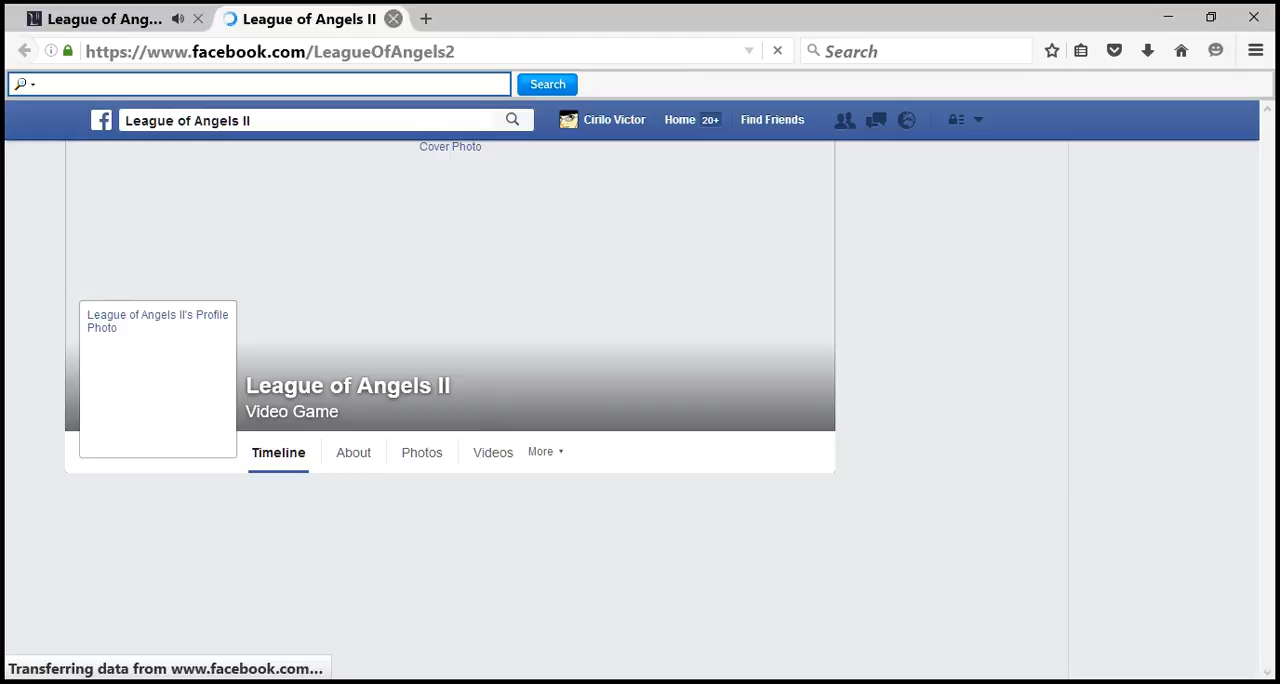 League of Ang...
League of Angels II
https://www.facebook.com/LeagueOfAngels2
Search
Search
League of Angels II
Cirilo Victor
Home 20+
Find Friends
Cover Photo
League of Angels II's Profile
Photo
League of Angels II
Video Game
Timeline
About
Photos
Videos
More
Transferring data from www.facebook.com...